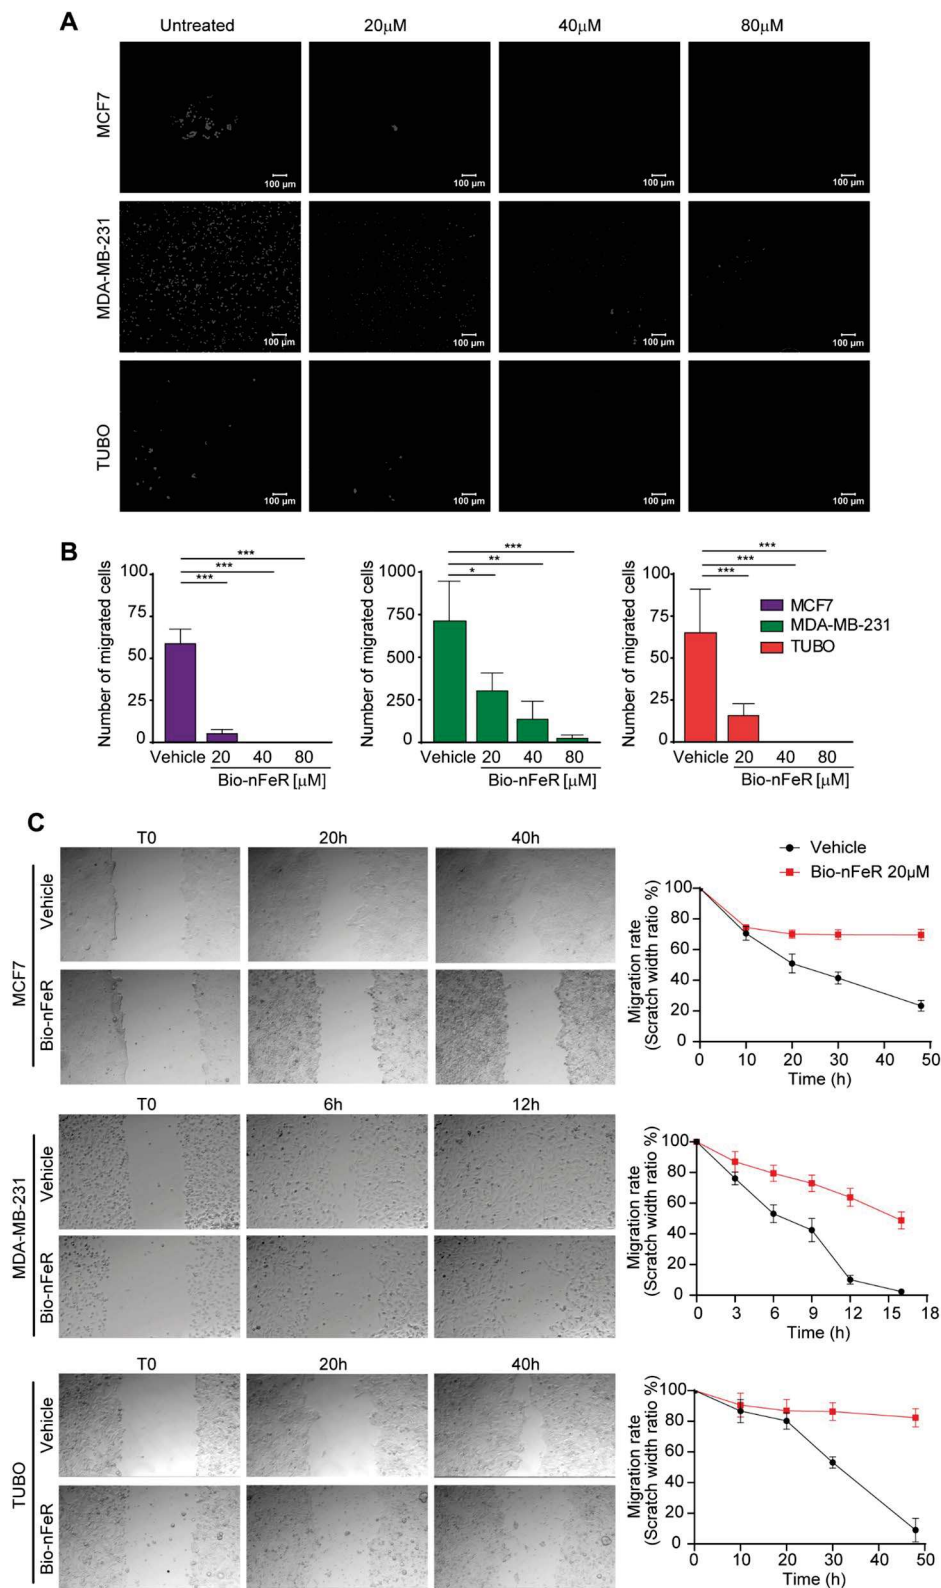 A
Untreated 20µM 40µM 80µM
MCF7
100 µm 100 µm 100 µm 100 µm
MDA-MB-231
100 µm 100 µm 100 µm 100 µm
TUBO
100 µm 100 µm 100 µm 100 µm
B
Number of migrated cells
100
75
50
25
0
***
***
***
Vehicle 20 40 80
Bio-nFeR [µM]
Number of migrated cells
1000
750
500
250
0
***
**
*
Vehicle 20 40 80
Bio-nFeR [µM]
Number of migrated cells
100
75
50
25
0
***
***
***
Vehicle 20 40 80
Bio-nFeR [µM]
MCF7
MDA-MB-231
TUBO
C
T0 20h 40h
MCF7
Vehicle
Bio-nFeR
Vehicle
Bio-nFeR 20µM
Migration rate
(Scratch width ratio %)
100
80
60
40
20
0
0 10 20 30 40 50
Time (h)
T0 6h 12h
MDA-MB-231
Vehicle
Bio-nFeR
Migration rate
(Scratch width ratio %)
100
80
60
40
20
0
0 3 6 9 12 15 18
Time (h)
T0 20h 40h
TUBO
Vehicle
Bio-nFeR
Migration rate
(Scratch width ratio %)
100
80
60
40
20
0
0 10 20 30 40 50
Time (h)